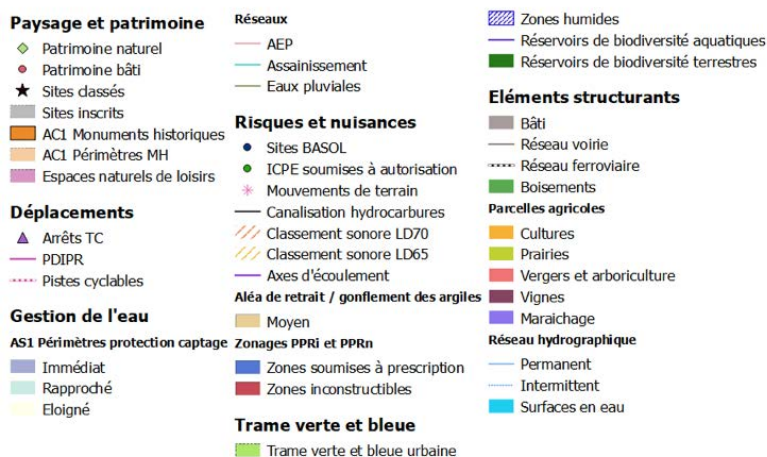 Paysage et patrimoine
Patrimoine naturel
Patrimoine bâti
Sites classés
Sites inscrits
AC1 Monuments historiques
AC1 Périmètres MH
Espaces naturels de loisirs
Déplacements
Arrêts TC
PDIPR
Pistes cyclables
Gestion de l'eau
AS1 Périmètres protection captage
Immédiat
Rapproché
Eloigné
Réseaux
AEP
Assainissement
Eaux pluviales
Risques et nuisances
Sites BASOL
ICPE soumises à autorisation
Mouvements de terrain
Canalisation hydrocarbures
Classement sonore LD70
Classement sonore LD65
Axes d'écoulement
Aléa de retrait / gonflement des argiles
Moyen
Zonages PPRi et PPRn
Zones soumises à prescription
Zones inconstructibles
Trame verte et bleue
Trame verte et bleue urbaine
Zones humides
Réservoirs de biodiversité aquatiques
Réservoirs de biodiversité terrestres
Eléments structurants
Bâti
Réseau voirie
Réseau ferroviaire
Boisements
Parcelles agricoles
Cultures
Prairies
Vergers et arboriculture
Vignes
Maraichage
Réseau hydrographique
Permanent
Intermittent
Surfaces en eau